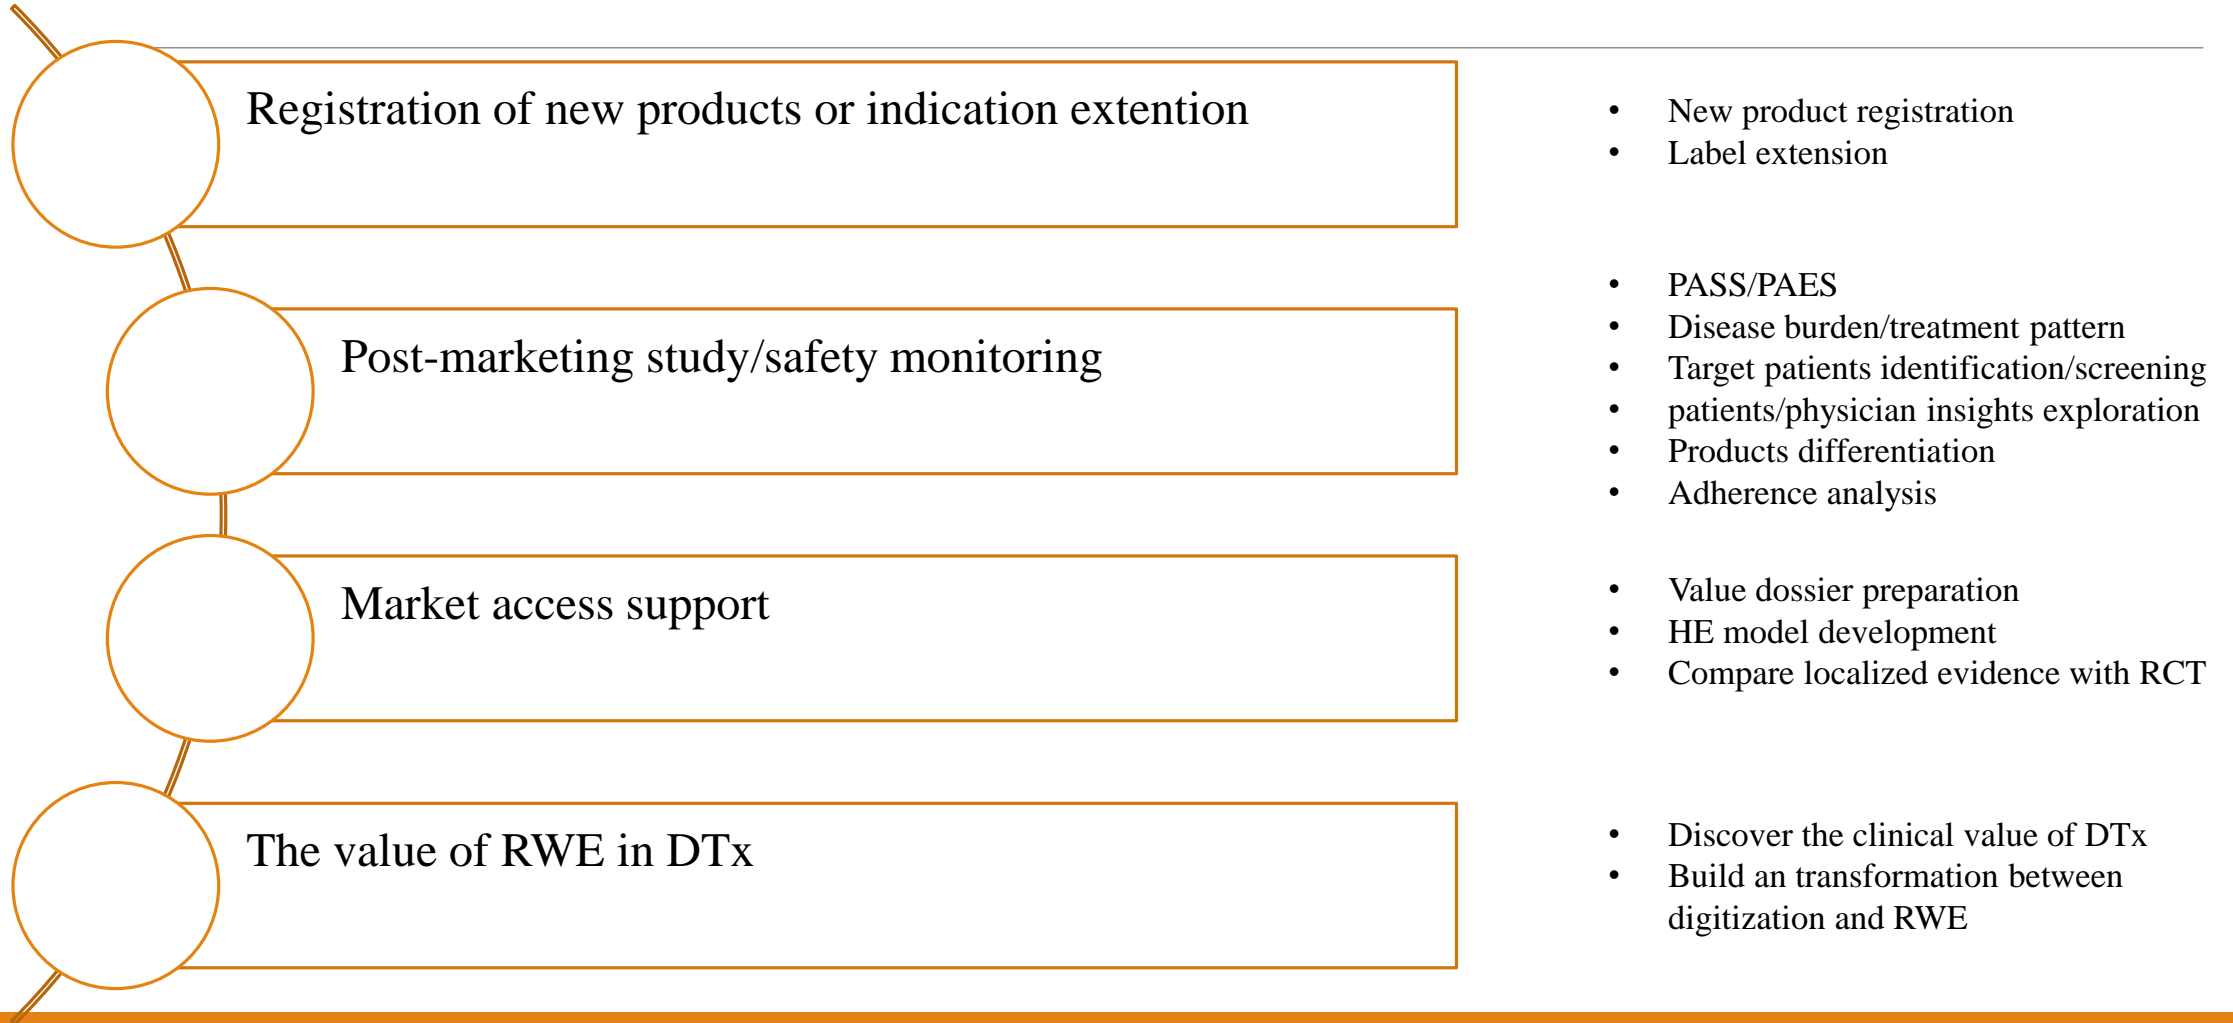 Registration of new products or indication extention
• New product registration
• Label extension
Post-marketing study/safety monitoring
• PASS/PAES
• Disease burden/treatment pattern
• Target patients identification/screening
• patients/physician insights exploration
• Products differentiation
• Adherence analysis
Market access support
• Value dossier preparation
• HE model development
• Compare localized evidence with RCT
The value of RWE in DTx
• Discover the clinical value of DTx
• Build an transformation between
digitization and RWE